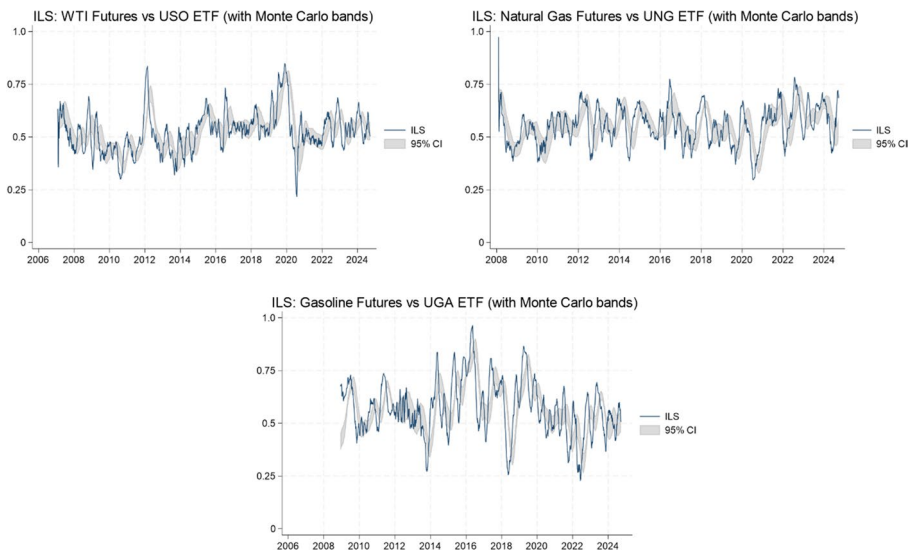 ILS: WTI Futures vs USO ETF (with Monte Carlo bands)
1.0
0.75
0.5
0.25
0
2006 2008 2010 2012 2014 2016 2018 2020 2022 2024
ILS
95% CI
ILS: Natural Gas Futures vs UNG ETF (with Monte Carlo bands)
1.0
0.75
0.5
0.25
0
2008 2010 2012 2014 2016 2018 2020 2022 2024
ILS
95% CI
ILS: Gasoline Futures vs UGA ETF (with Monte Carlo bands)
1.0
0.75
0.5
0.25
0
2006 2008 2010 2012 2014 2016 2018 2020 2022 2024
ILS
95% CI